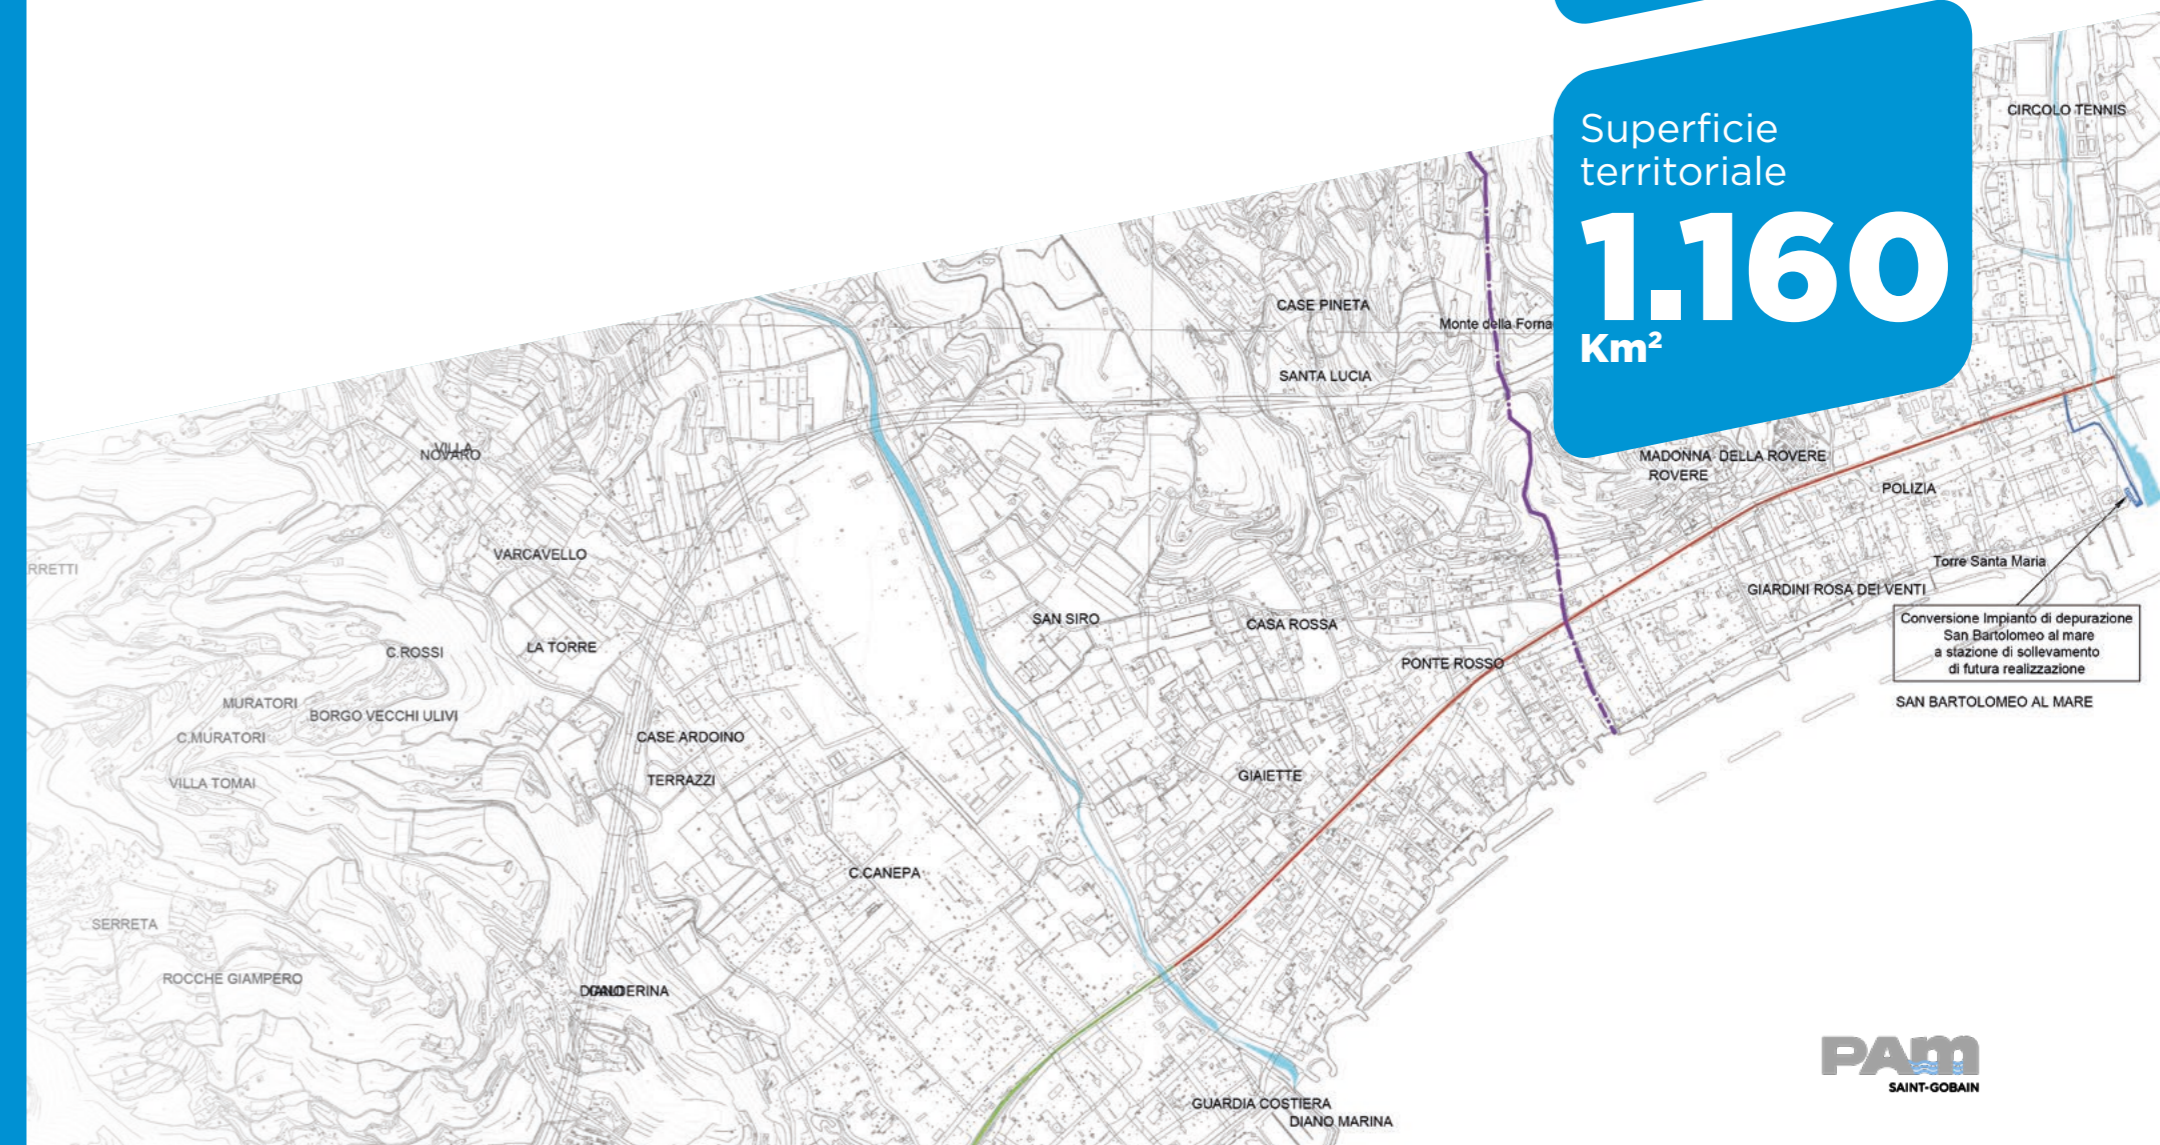 Superficie
territoriale
1.160
Km²
CIRCOLO TENNIS
CASE PINETA
Monte della Forna
SANTA LUCIA
VILLA
NOVARO
MADONNA DELLA ROVERE
ROVERE
POLIZIA
VARCAVELLO
RRETTI
Torre Santa Maria
GIARDINI ROSA DEI VENTI
SAN SIRO
CASA ROSSA
Conversione Impianto di depurazione
San Bartolomeo al mare
a stazione di sollevamento
di futura realizzazione
C.ROSSI
LA TORRE
PONTE ROSSO
SAN BARTOLOMEO AL MARE
MURATORI
BORGO VECCHI ULIVI
C.MURATORI
CASE ARDOINO
VILLA TOMAI
TERRAZZI
GIAIETTE
C.CANEPA
SERRETA
ROCCHE GIAMPERO
GUARDIA COSTIERA
DIANO MARINA
PAM
SAINT-GOBAIN